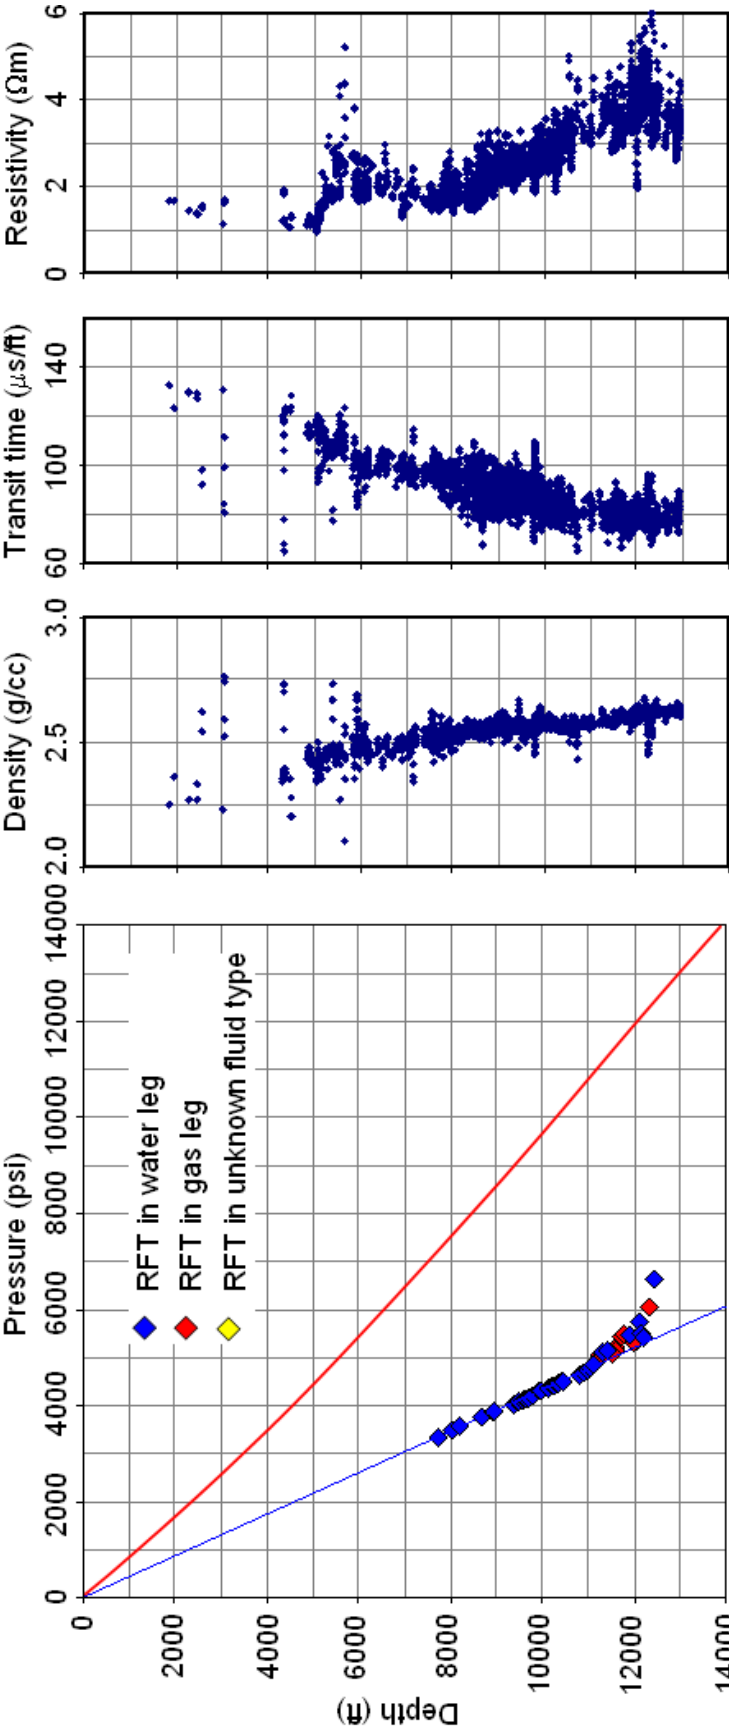 Pressure (psi)
Density (g/cc)
Transit time (μs/ft)
Resistivity (Ωm)
0 2000 4000 6000 8000 10000 12000 14000
2.0 2.5 3.0
60 100 140
0 2 4 6
RFT in water leg
RFT in gas leg
RFT in unknown fluid type
Depth (ft)
0
2000
4000
6000
8000
10000
12000
14000